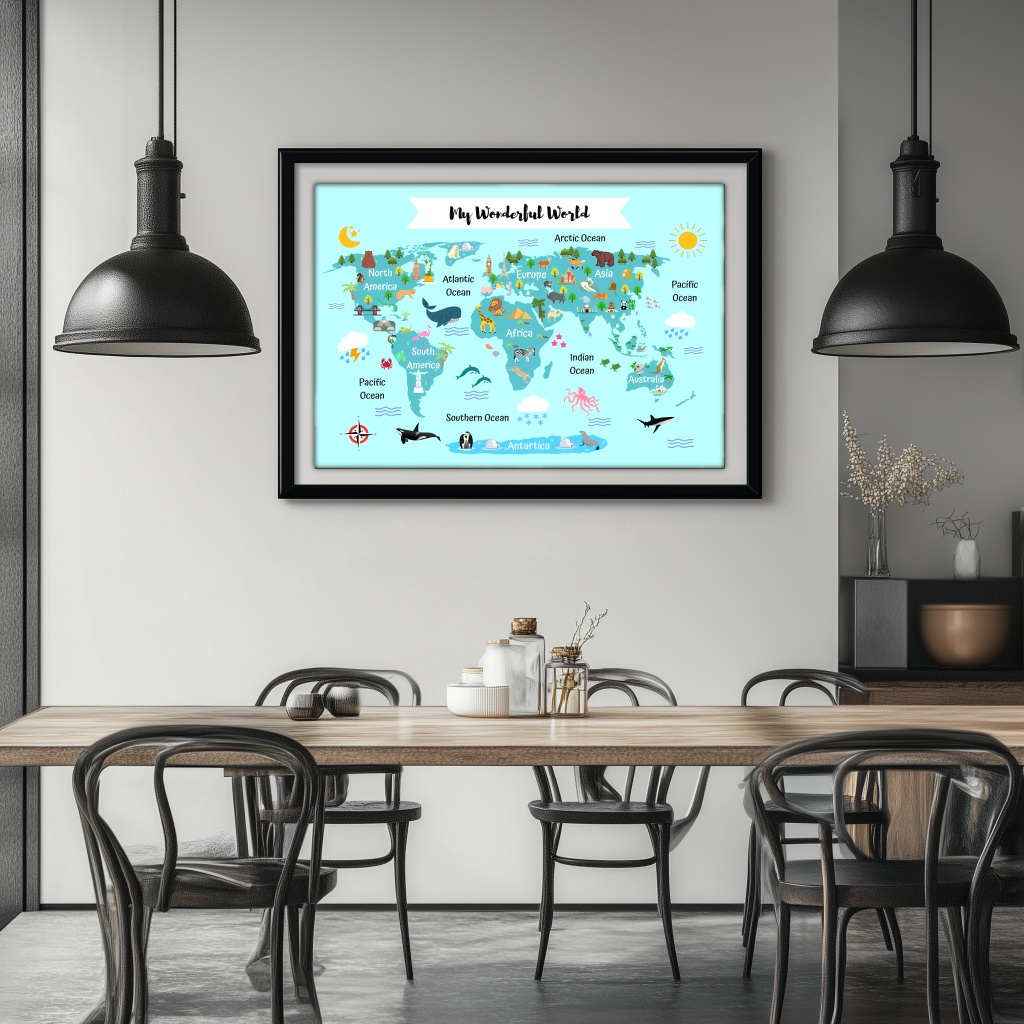 My Wonderful World
Arctic Ocean
North
America
Atlantic
Ocean
Europe
Asia
Pacific
Ocean
Africa
South
America
Indian
Ocean
Australia
Pacific
Ocean
Southern Ocean
Antartica